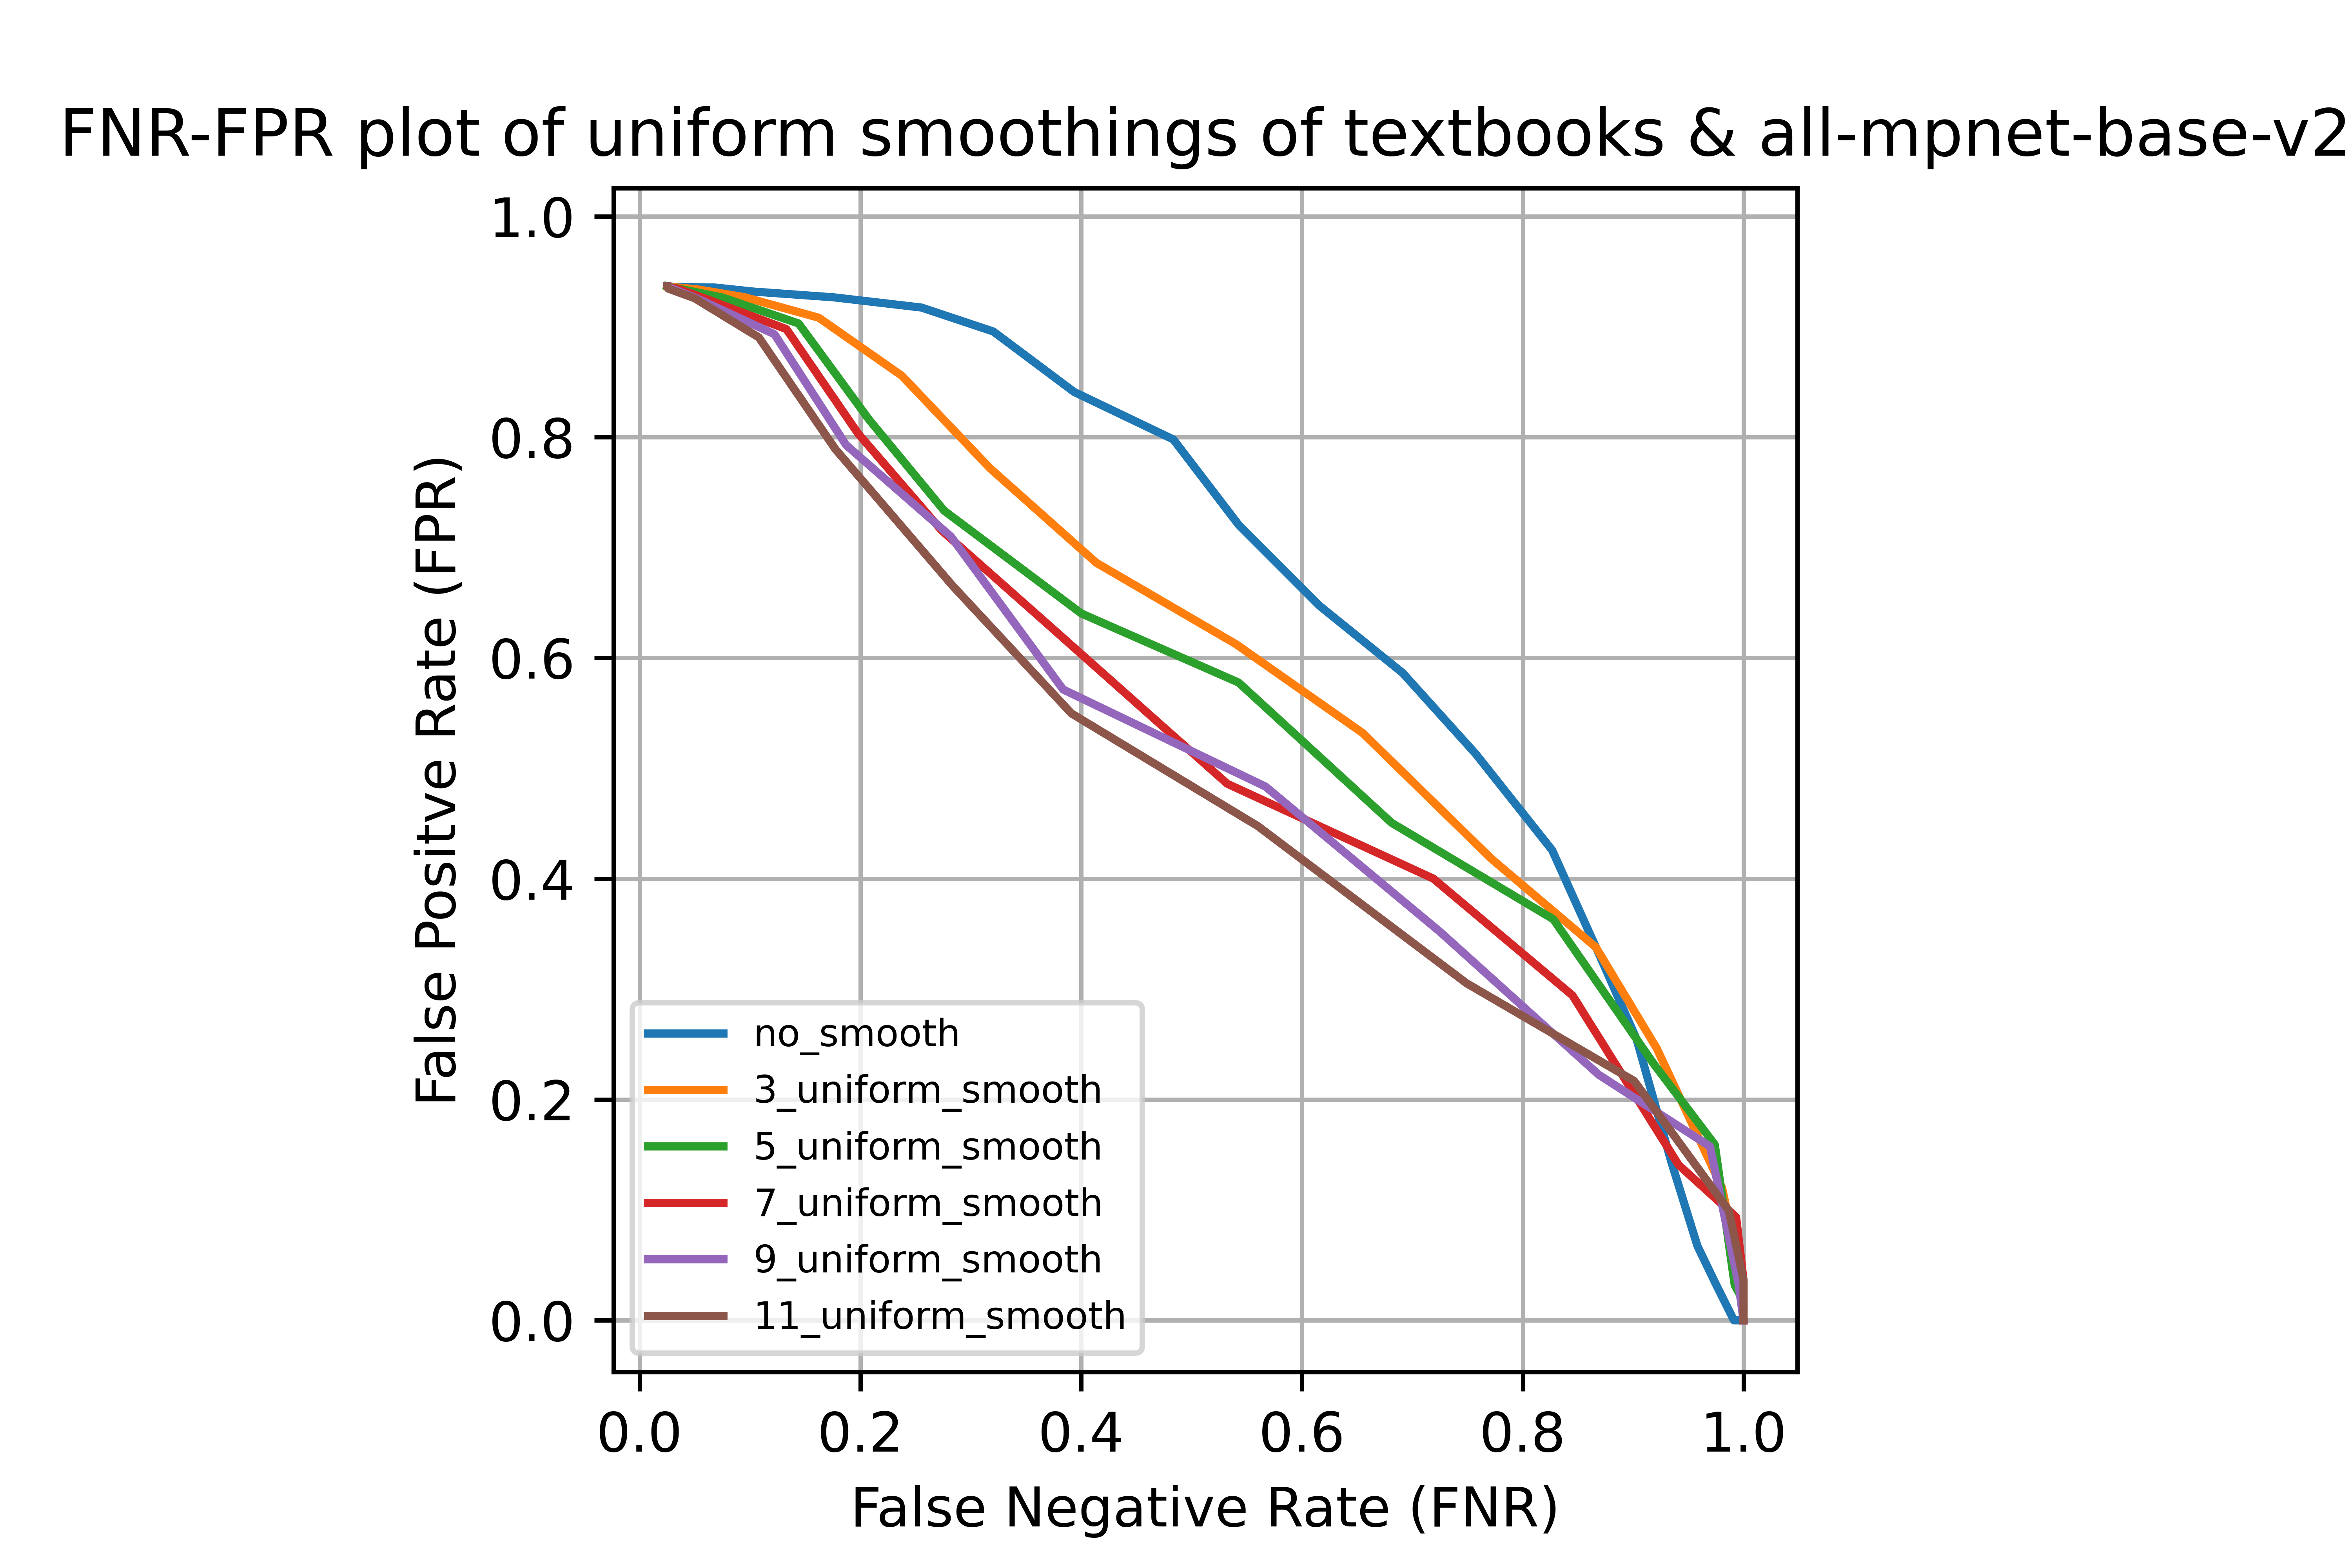 FNR-FPR plot of uniform smoothings of textbooks & all-mpnet-base-v2
1.0
0.8
0.6
0.4
0.2
0.0
False Positve Rate (FPR)
no_smooth
3_uniform_smooth
5_uniform_smooth
7_uniform_smooth
9_uniform_smooth
11_uniform_smooth
0.0 0.2 0.4 0.6 0.8 1.0
False Negative Rate (FNR)